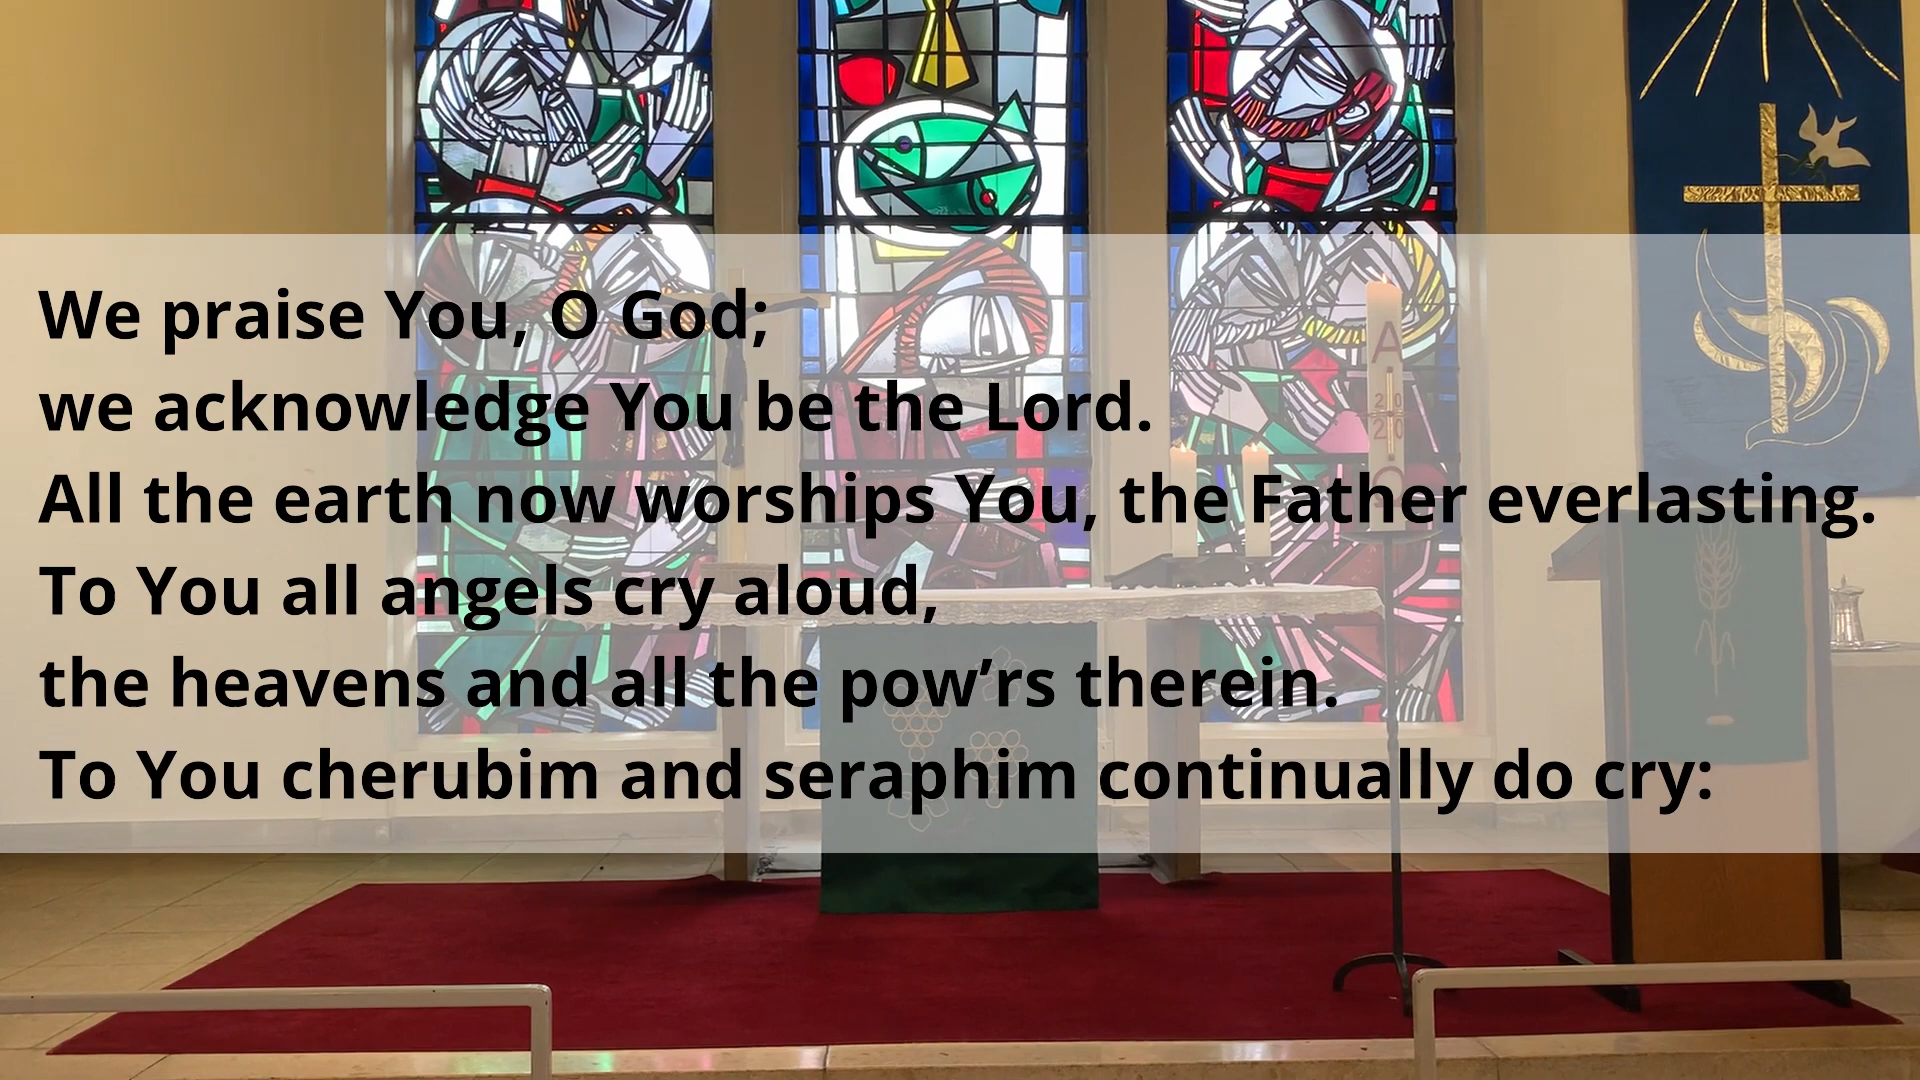 We praise You, O God;
we acknowledge You be the Lord.
All the earth now worships You, the Father everlasting.
To You all angels cry aloud,
the heavens and all the pow’rs therein.
To You cherubim and seraphim continually do cry:
A
20
20